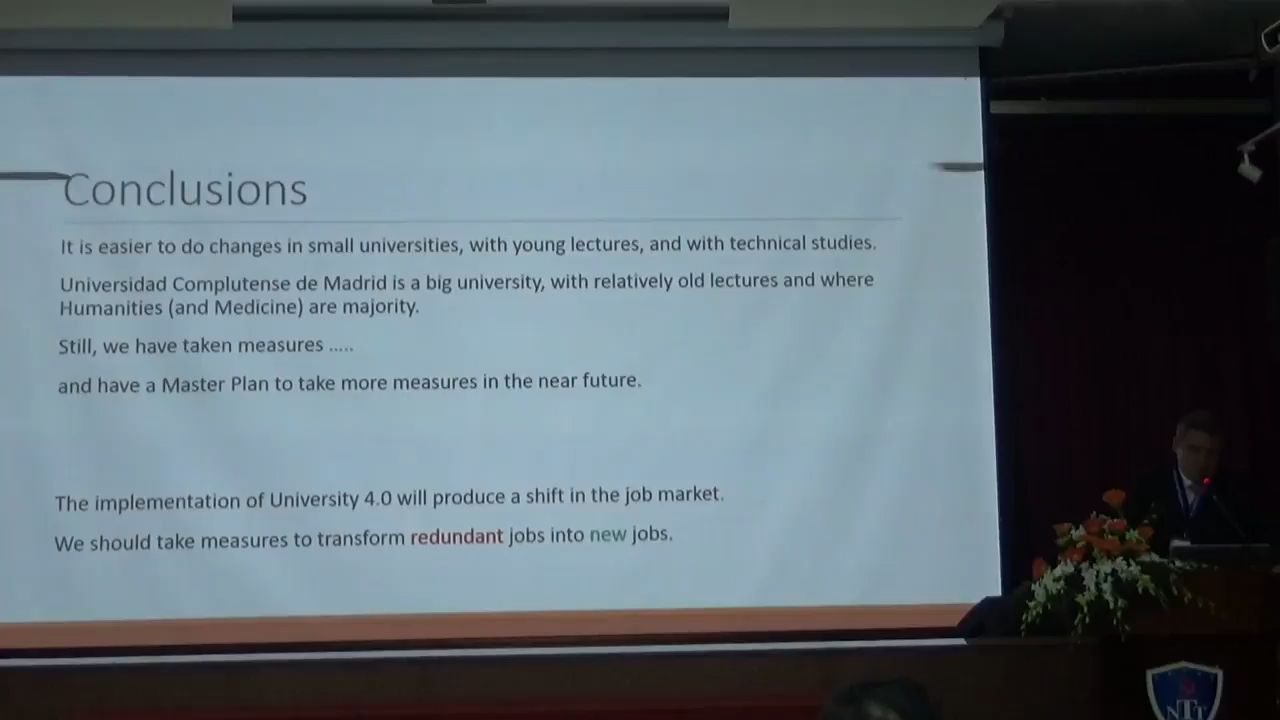 Conclusions
It is easier to do changes in small universities, with young lectures, and with technical studies.
Universidad Complutense de Madrid is a big university, with relatively old lectures and where
Humanities (and Medicine) are majority.
Still, we have taken measures .....
and have a Master Plan to take more measures in the near future.
The implementation of University 4.0 will produce a shift in the job market.
We should take measures to transform redundant jobs into new jobs.
NTT